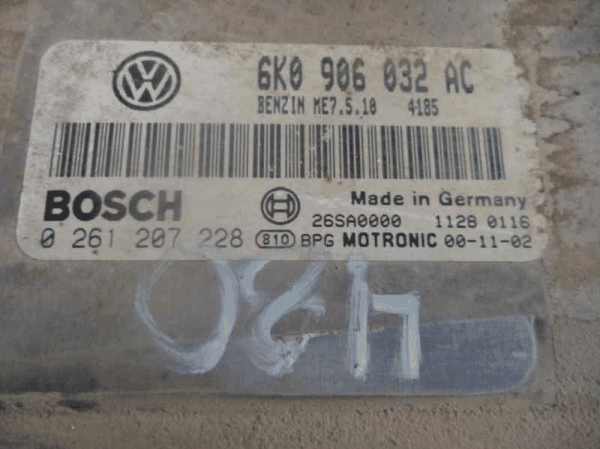 6K0 906 032 AC
BENZIN ME7.5.10 4185
BOSCH
Made in Germany
26SA0000 1128 0116
0 261 207 228 810 BPG MOTRONIC 00-11-02
420